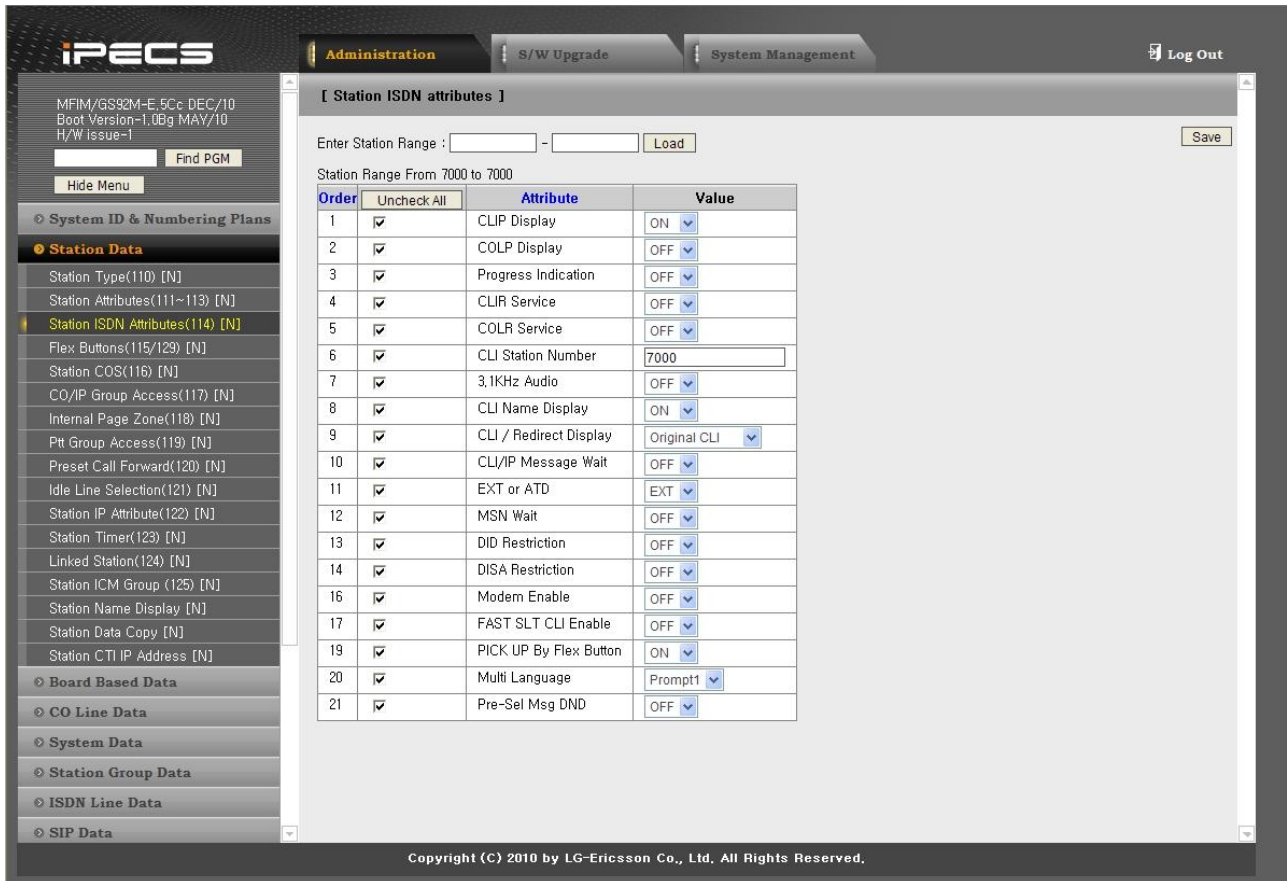 iPECS
Administration
S/W Upgrade
System Management
Log Out
MFIM/GS92M-E,5Cc DEC/10
Boot Version-1,0Bg MAY/10
H/W issue-1
Find PGM
Hide Menu
System ID & Numbering Plans
Station Data
Station Type(110) [N]
Station Attributes(111~113) [N]
Station ISDN Attributes(114) [N]
Flex Buttons(115/129) [N]
Station COS(116) [N]
CO/IP Group Access(117) [N]
Internal Page Zone(118) [N]
Ptt Group Access(119) [N]
Preset Call Forward(120) [N]
Idle Line Selection(121) [N]
Station IP Attribute(122) [N]
Station Timer(123) [N]
Linked Station(124) [N]
Station ICM Group (125) [N]
Station Name Display [N]
Station Data Copy [N]
Station CTI IP Address [N]
Board Based Data
CO Line Data
System Data
Station Group Data
ISDN Line Data
SIP Data
[ Station ISDN attributes ]
Enter Station Range : - Load
Save
Station Range From 7000 to 7000
Order Uncheck All Attribute Value
1 CLIP Display ON
2 COLP Display OFF
3 Progress Indication OFF
4 CLIR Service OFF
5 COLR Service OFF
6 CLI Station Number 7000
7 3,1KHz Audio OFF
8 CLI Name Display ON
9 CLI / Redirect Display Original CLI
10 CLI/IP Message Wait OFF
11 EXT or ATD EXT
12 MSN Wait OFF
13 DID Restriction OFF
14 DISA Restriction OFF
16 Modem Enable OFF
17 FAST SLT CLI Enable OFF
19 PICK UP By Flex Button ON
20 Multi Language Prompt1
21 Pre-Sel Msg DND OFF
Copyright (C) 2010 by LG-Ericsson Co,, Ltd, All Rights Reserved,